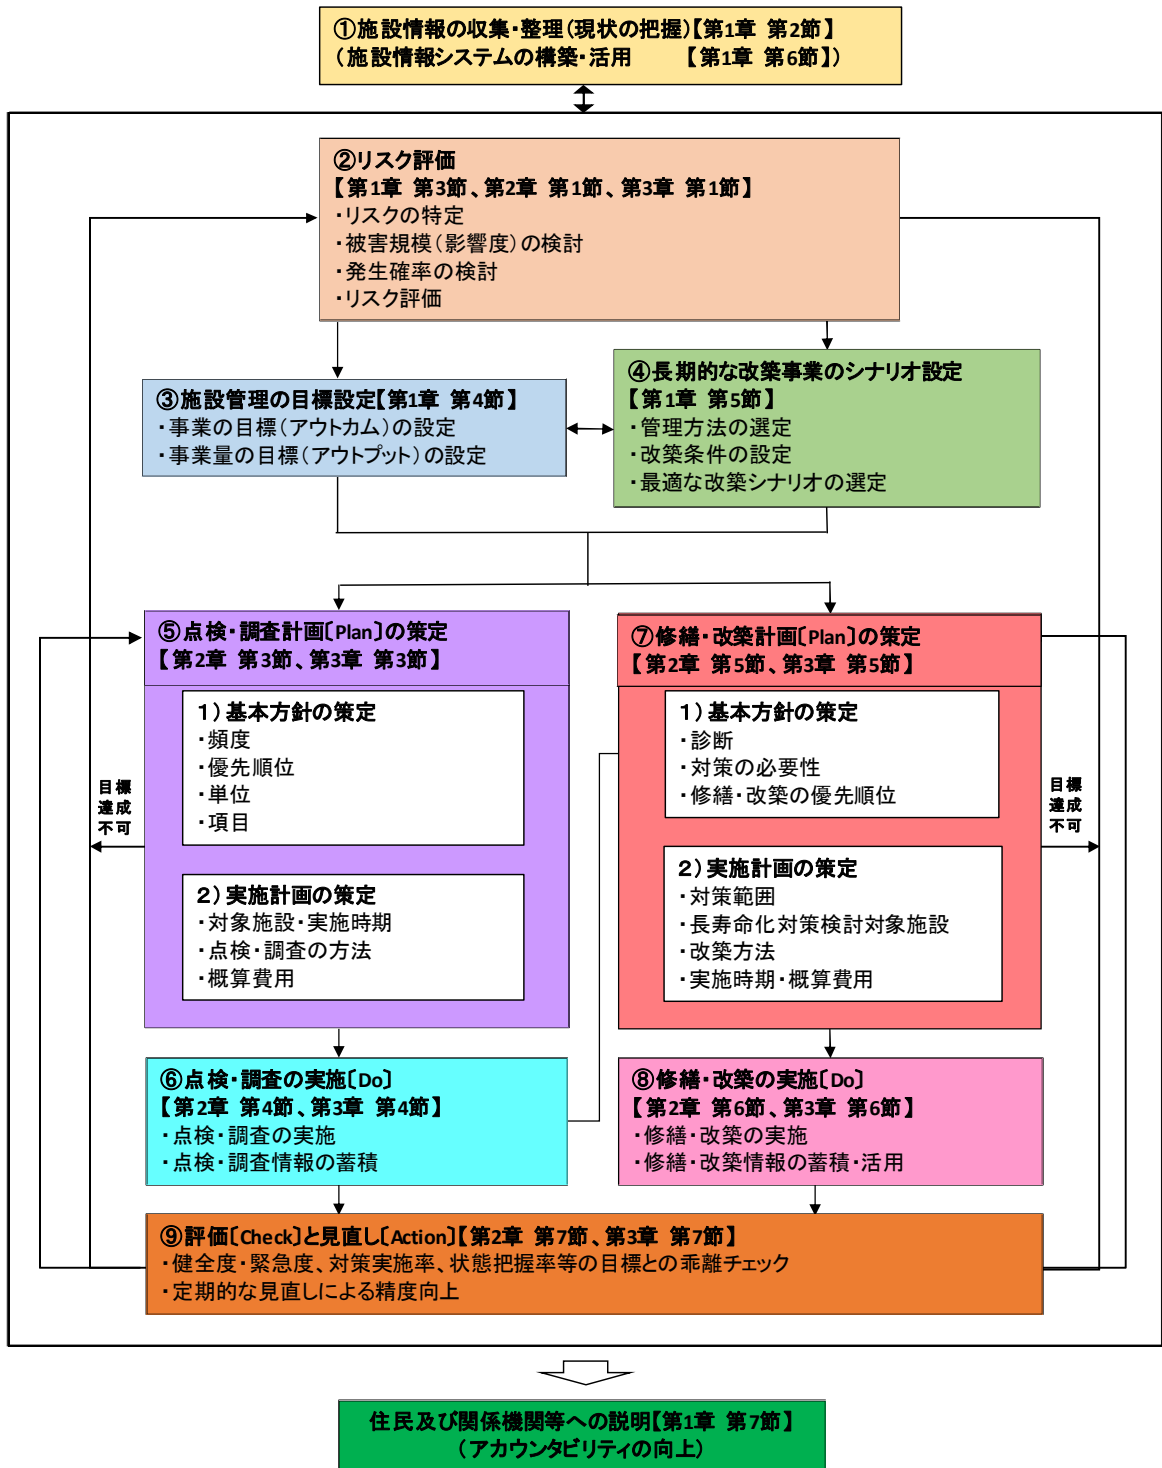 ①施設情報の収集・整理(現状の把握)【第1章 第2節】
(施設情報システムの構築・活用 【第1章 第6節】)
②リスク評価
【第1章 第3節、第2章 第1節、第3章 第1節】
・リスクの特定
・被害規模(影響度)の検討
・発生確率の検討
・リスク評価
③施設管理の目標設定【第1章 第4節】
・事業の目標(アウトカム)の設定
・事業量の目標(アウトプット)の設定
④長期的な改築事業のシナリオ設定
【第1章 第5節】
・管理方法の選定
・改築条件の設定
・最適な改築シナリオの選定
⑤点検・調査計画〔Plan〕の策定
【第2章 第3節、第3章 第3節】
1)基本方針の策定
・頻度
・優先順位
・単位
・項目
2)実施計画の策定
・対象施設・実施時期
・点検・調査の方法
・概算費用
目標
達成
不可
⑦修繕・改築計画〔Plan〕の策定
【第2章 第5節、第3章 第5節】
1)基本方針の策定
・診断
・対策の必要性
・修繕・改築の優先順位
2)実施計画の策定
・対策範囲
・長寿命化対策検討対象施設
・改築方法
・実施時期・概算費用
目標
達成
不可
⑥点検・調査の実施〔Do〕
【第2章 第4節、第3章 第4節】
・点検・調査の実施
・点検・調査情報の蓄積
⑧修繕・改築の実施〔Do〕
【第2章 第6節、第3章 第6節】
・修繕・改築の実施
・修繕・改築情報の蓄積・活用
⑨評価〔Check〕と見直し〔Action〕【第2章 第7節、第3章 第7節】
・健全度・緊急度、対策実施率、状態把握率等の目標との乖離チェック
・定期的な見直しによる精度向上
住民及び関係機関等への説明【第1章 第7節】
(アカウンタビリティの向上)